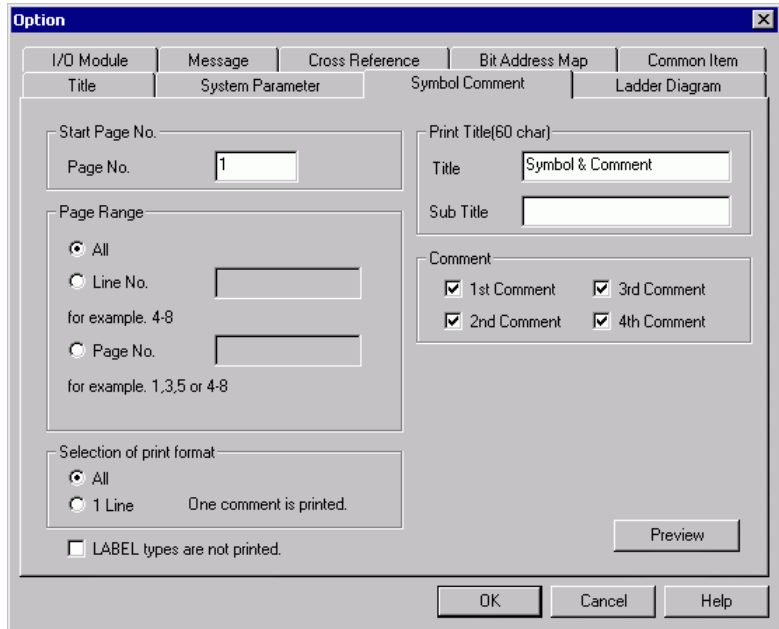 Option
I/O Module Message Cross Reference Bit Address Map Common Item
Title System Parameter Symbol Comment Ladder Diagram
Start Page No.
Page No. 1
Page Range
All
Line No.
for example. 4-8
Page No.
for example. 1,3,5 or 4-8
Selection of print format
All
1 Line One comment is printed.
LABEL types are not printed.
Print Title(60 char)
Title Symbol & Comment
Sub Title
Comment
1st Comment 3rd Comment
2nd Comment 4th Comment
Preview
OK Cancel Help